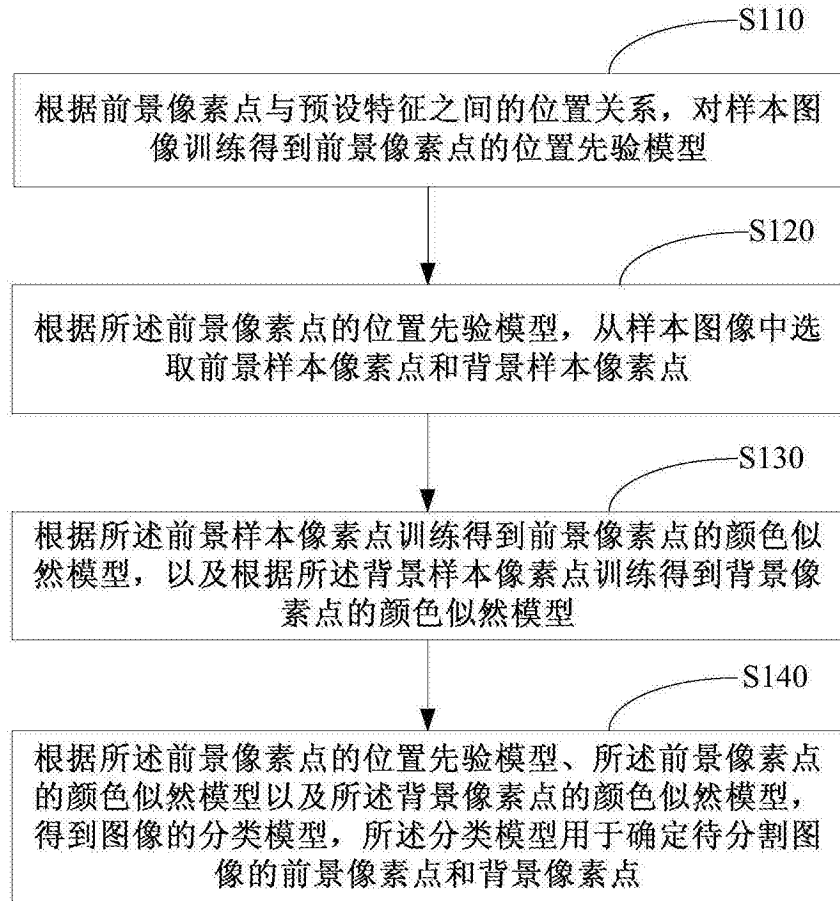 S110
根据前景像素点与预设特征之间的位置关系，对样本图
像训练得到前景像素点的位置先验模型
S120
根据所述前景像素点的位置先验模型，从样本图像中选
取前景样本像素点和背景样本像素点
S130
根据所述前景样本像素点训练得到前景像素点的颜色似
然模型，以及根据所述背景样本像素点训练得到背景像
素点的颜色似然模型
S140
根据所述前景像素点的位置先验模型、所述前景像素点
的颜色似然模型以及所述背景像素点的颜色似然模型，
得到图像的分类模型，所述分类模型用于确定待分割图
像的前景像素点和背景像素点